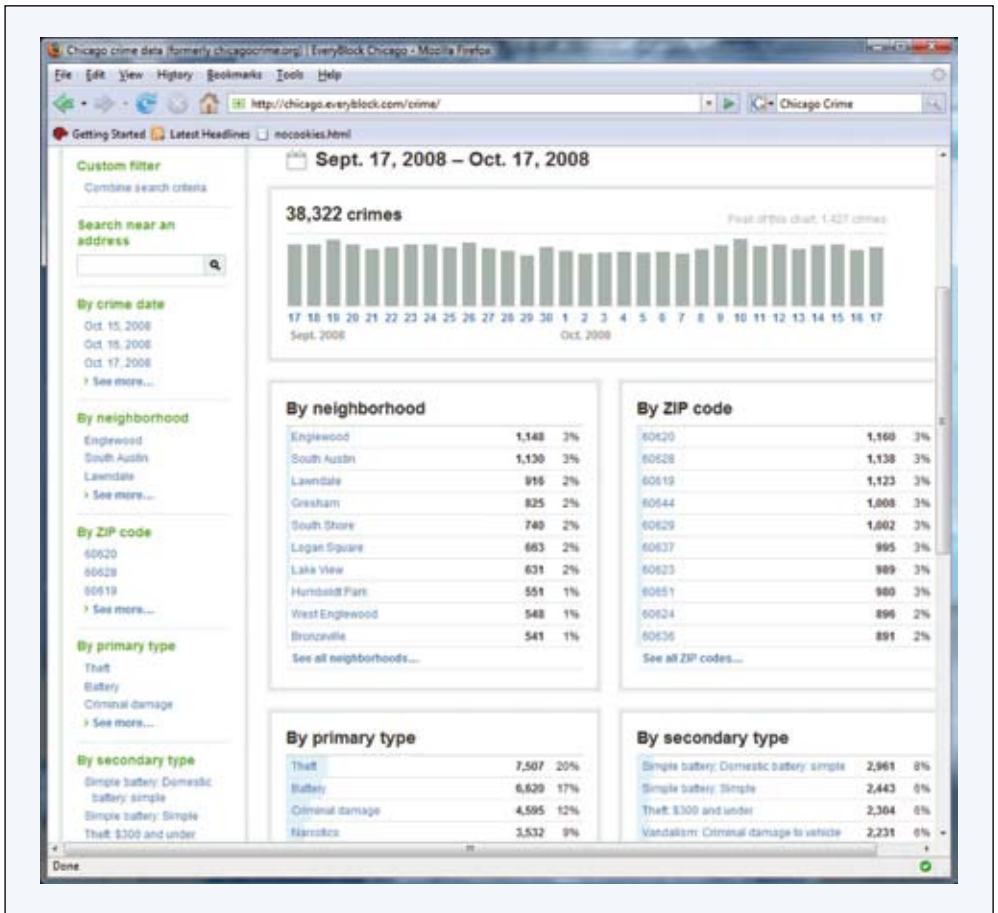 Chicago crime data (formerly chicagocrime.org) | EveryBlock Chicago - Mozilla Firefox
File Edit View History Bookmarks Tools Help
http://chicago.everyblock.com/crime/
Chicago Crime
Getting Started Latest Headlines nocookies.html
Custom filter
Combine search criteria
Search near an
address
By crime date
Oct. 15, 2008
Oct. 16, 2008
Oct. 17, 2008
› See more...
By neighborhood
Englewood
South Austin
Lawndale
› See more...
By ZIP code
60620
60628
60619
› See more...
By primary type
Theft
Battery
Criminal damage
› See more...
By secondary type
Simple battery: Domestic
battery: simple
Simple battery: Simple
Theft: $300 and under
Sept. 17, 2008 – Oct. 17, 2008
38,322 crimes
Peak of this chart: 1,427 crimes
17 18 19 20 21 22 23 24 25 26 27 28 29 30 1 2 3 4 5 6 7 8 9 10 11 12 13 14 15 16 17
Sept. 2008 Oct. 2008
By neighborhood
Englewood 1,148 3%
South Austin 1,130 3%
Lawndale 916 2%
Gresham 825 2%
South Shore 740 2%
Logan Square 663 2%
Lake View 631 2%
Humboldt Park 551 1%
West Englewood 548 1%
Bronzeville 541 1%
See all neighborhoods...
By ZIP code
60620 1,160 3%
60628 1,138 3%
60619 1,123 3%
60644 1,008 3%
60629 1,002 3%
60637 995 3%
60623 989 3%
60651 980 3%
60624 896 2%
60636 891 2%
See all ZIP codes...
By primary type
Theft 7,507 20%
Battery 6,620 17%
Criminal damage 4,595 12%
Narcotics 3,532 9%
By secondary type
Simple battery: Domestic battery: simple 2,961 8%
Simple battery: Simple 2,443 6%
Theft: $300 and under 2,304 6%
Vandalism: Criminal damage to vehicle 2,231 6%
Done